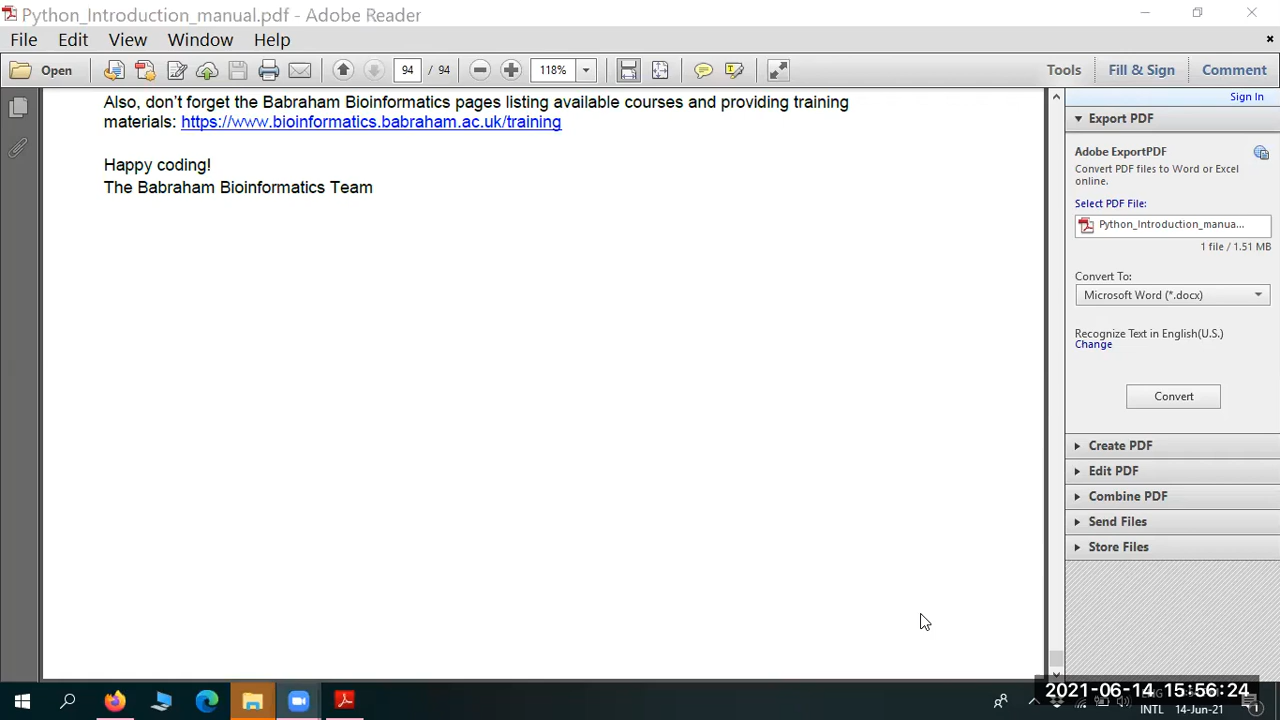 Python_Introduction_manual.pdf - Adobe Reader
File Edit View Window Help
Open 94 / 94 118% Tools Fill & Sign Comment
Sign In
Also, don't forget the Babraham Bioinformatics pages listing available courses and providing training
materials: https://www.bioinformatics.babraham.ac.uk/training
Happy coding!
The Babraham Bioinformatics Team
Export PDF
Adobe ExportPDF
Convert PDF files to Word or Excel
online.
Select PDF File:
Python_Introduction_manua...
1 file / 1.51 MB
Convert To:
Microsoft Word (*.docx)
Recognize Text in English(U.S.)
Change
Convert
Create PDF
Edit PDF
Combine PDF
Send Files
Store Files
2021-06-14 15:56:24
INTL 14-Jun-21